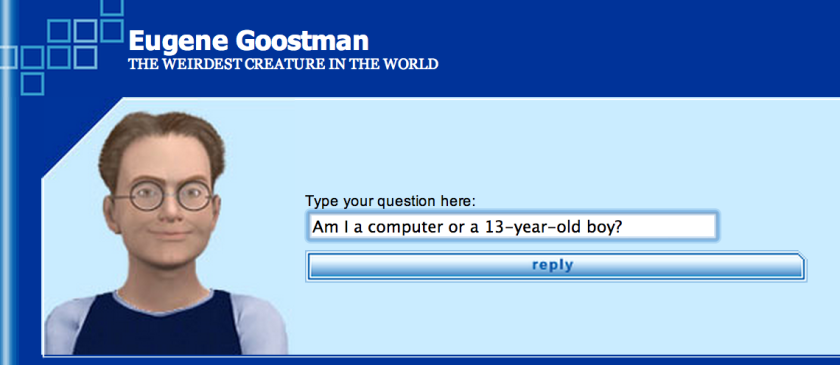 Eugene Goostman
THE WEIRDEST CREATURE IN THE WORLD
Type your question here:
Am I a computer or a 13-year-old boy?
reply